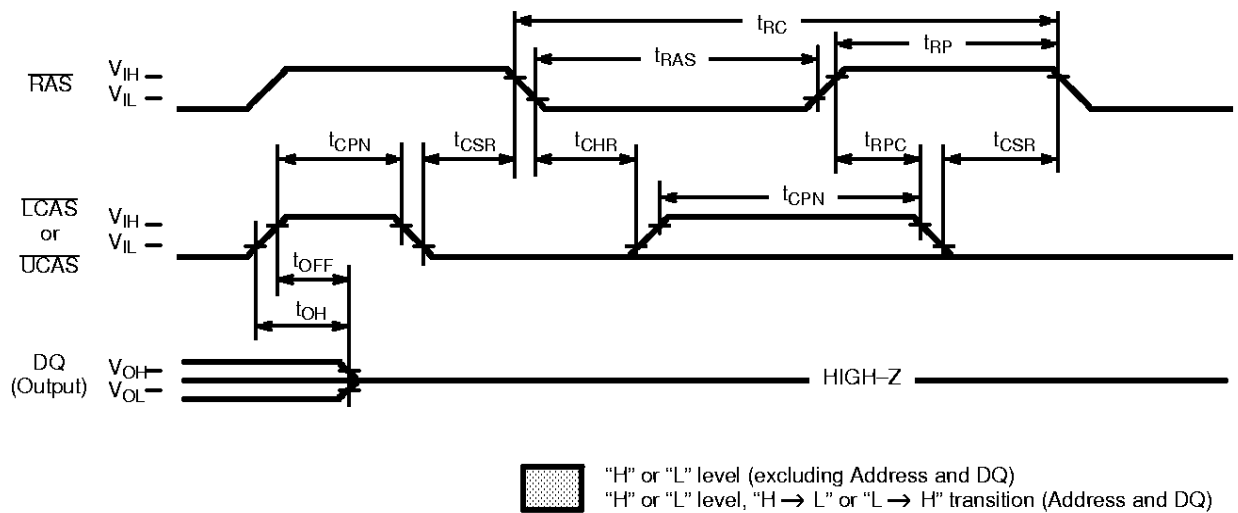 tRC
tRAS
tRP
RAS
VIH
VIL
tCPN
tCSR
tCHR
tRPC
tCSR
LCAS
or
UCAS
VIH
VIL
tCPN
tOFF
tOH
DQ
(Output)
VOH
VOL
HIGH–Z
“H” or “L” level (excluding Address and DQ)
“H” or “L” level, “H → L” or “L → H” transition (Address and DQ)